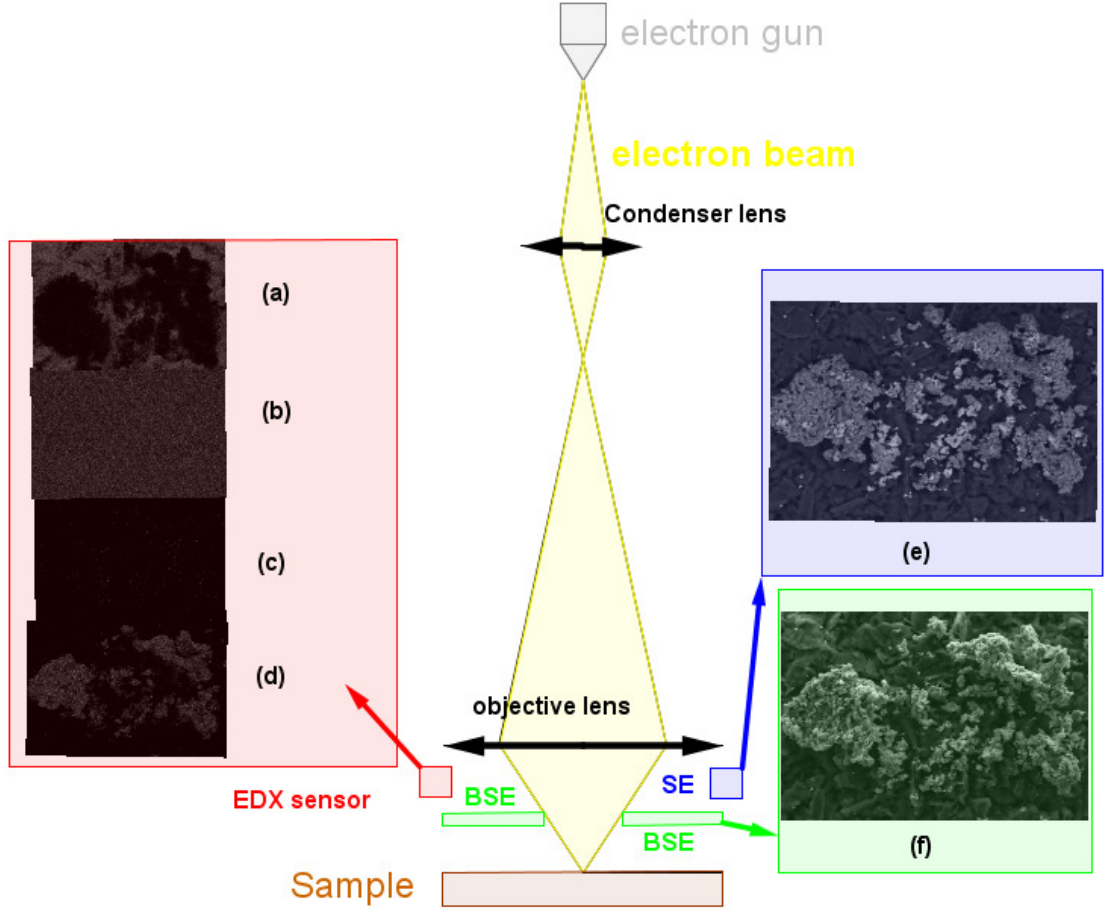 electron gun
electron beam
Condenser lens
(a)
(b)
(c)
(d)
(e)
(f)
objective lens
EDX sensor
BSE
SE
BSE
Sample